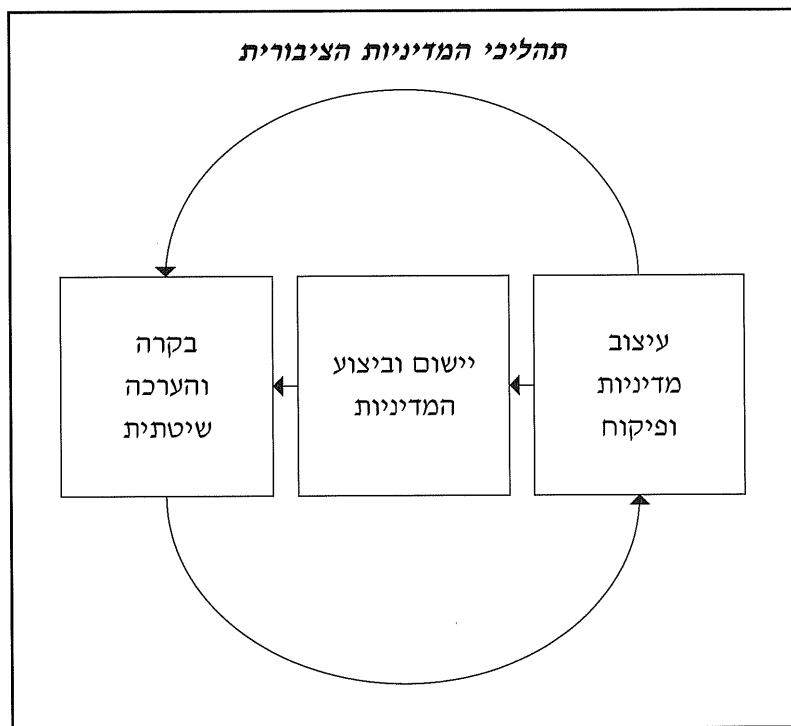 תהליכי המדיניות הציבורית
עיצוב
מדיניות
ופיקוח
יישום וביצוע
המדיניות
בקרה
והערכה
שיטתית